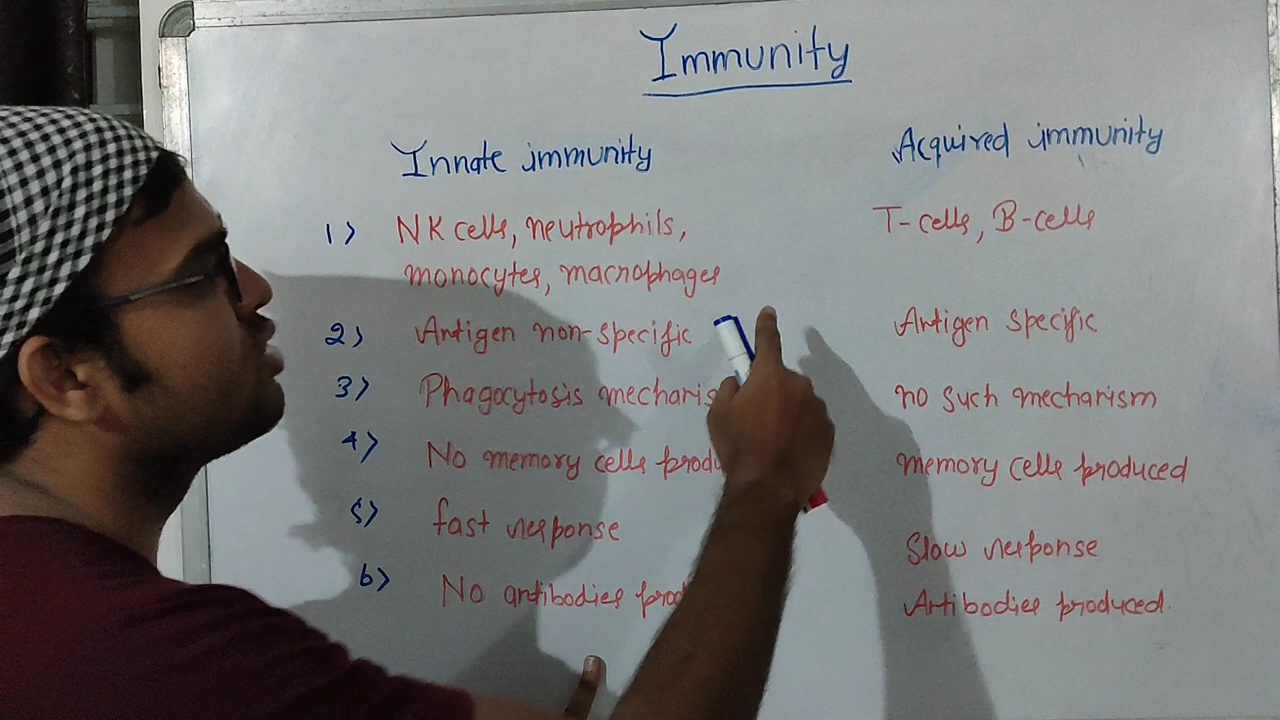 Immunity
Innate immunity
Acquired immunity
1) NK cells, neutrophils,
monocytes, macrophages
T-cells, B-cells
2) Antigen non-specific
Antigen specific
3) Phagocytosis
no such mechanism
4) No memory cells
memory cells produced
5) fast response
Slow response
6) No antibodies
Antibodies produced.